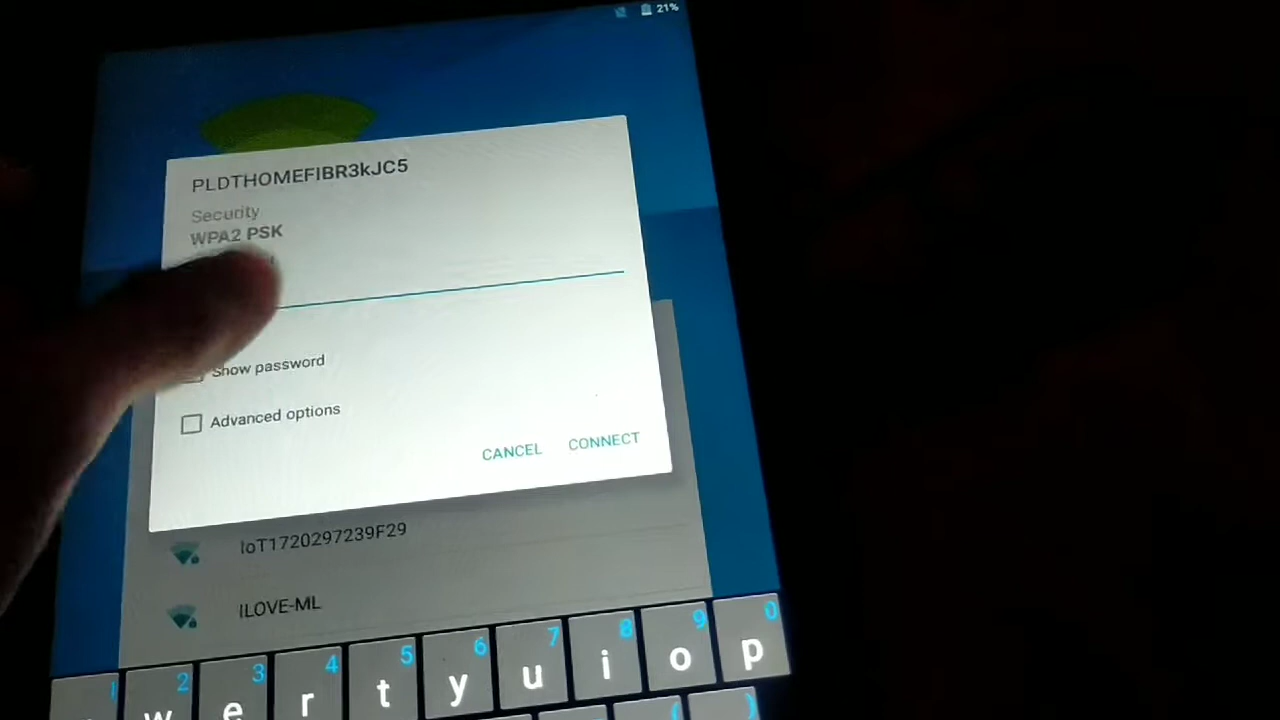 21%
PLDTHOMEFIBR3kJC5
Security
WPA2 PSK
Show password
Advanced options
CANCEL CONNECT
IoT1720297239F29
ILOVE-ML
1 2 3 4 5 6 7 8 9 0
w e r t y u i o p
( )